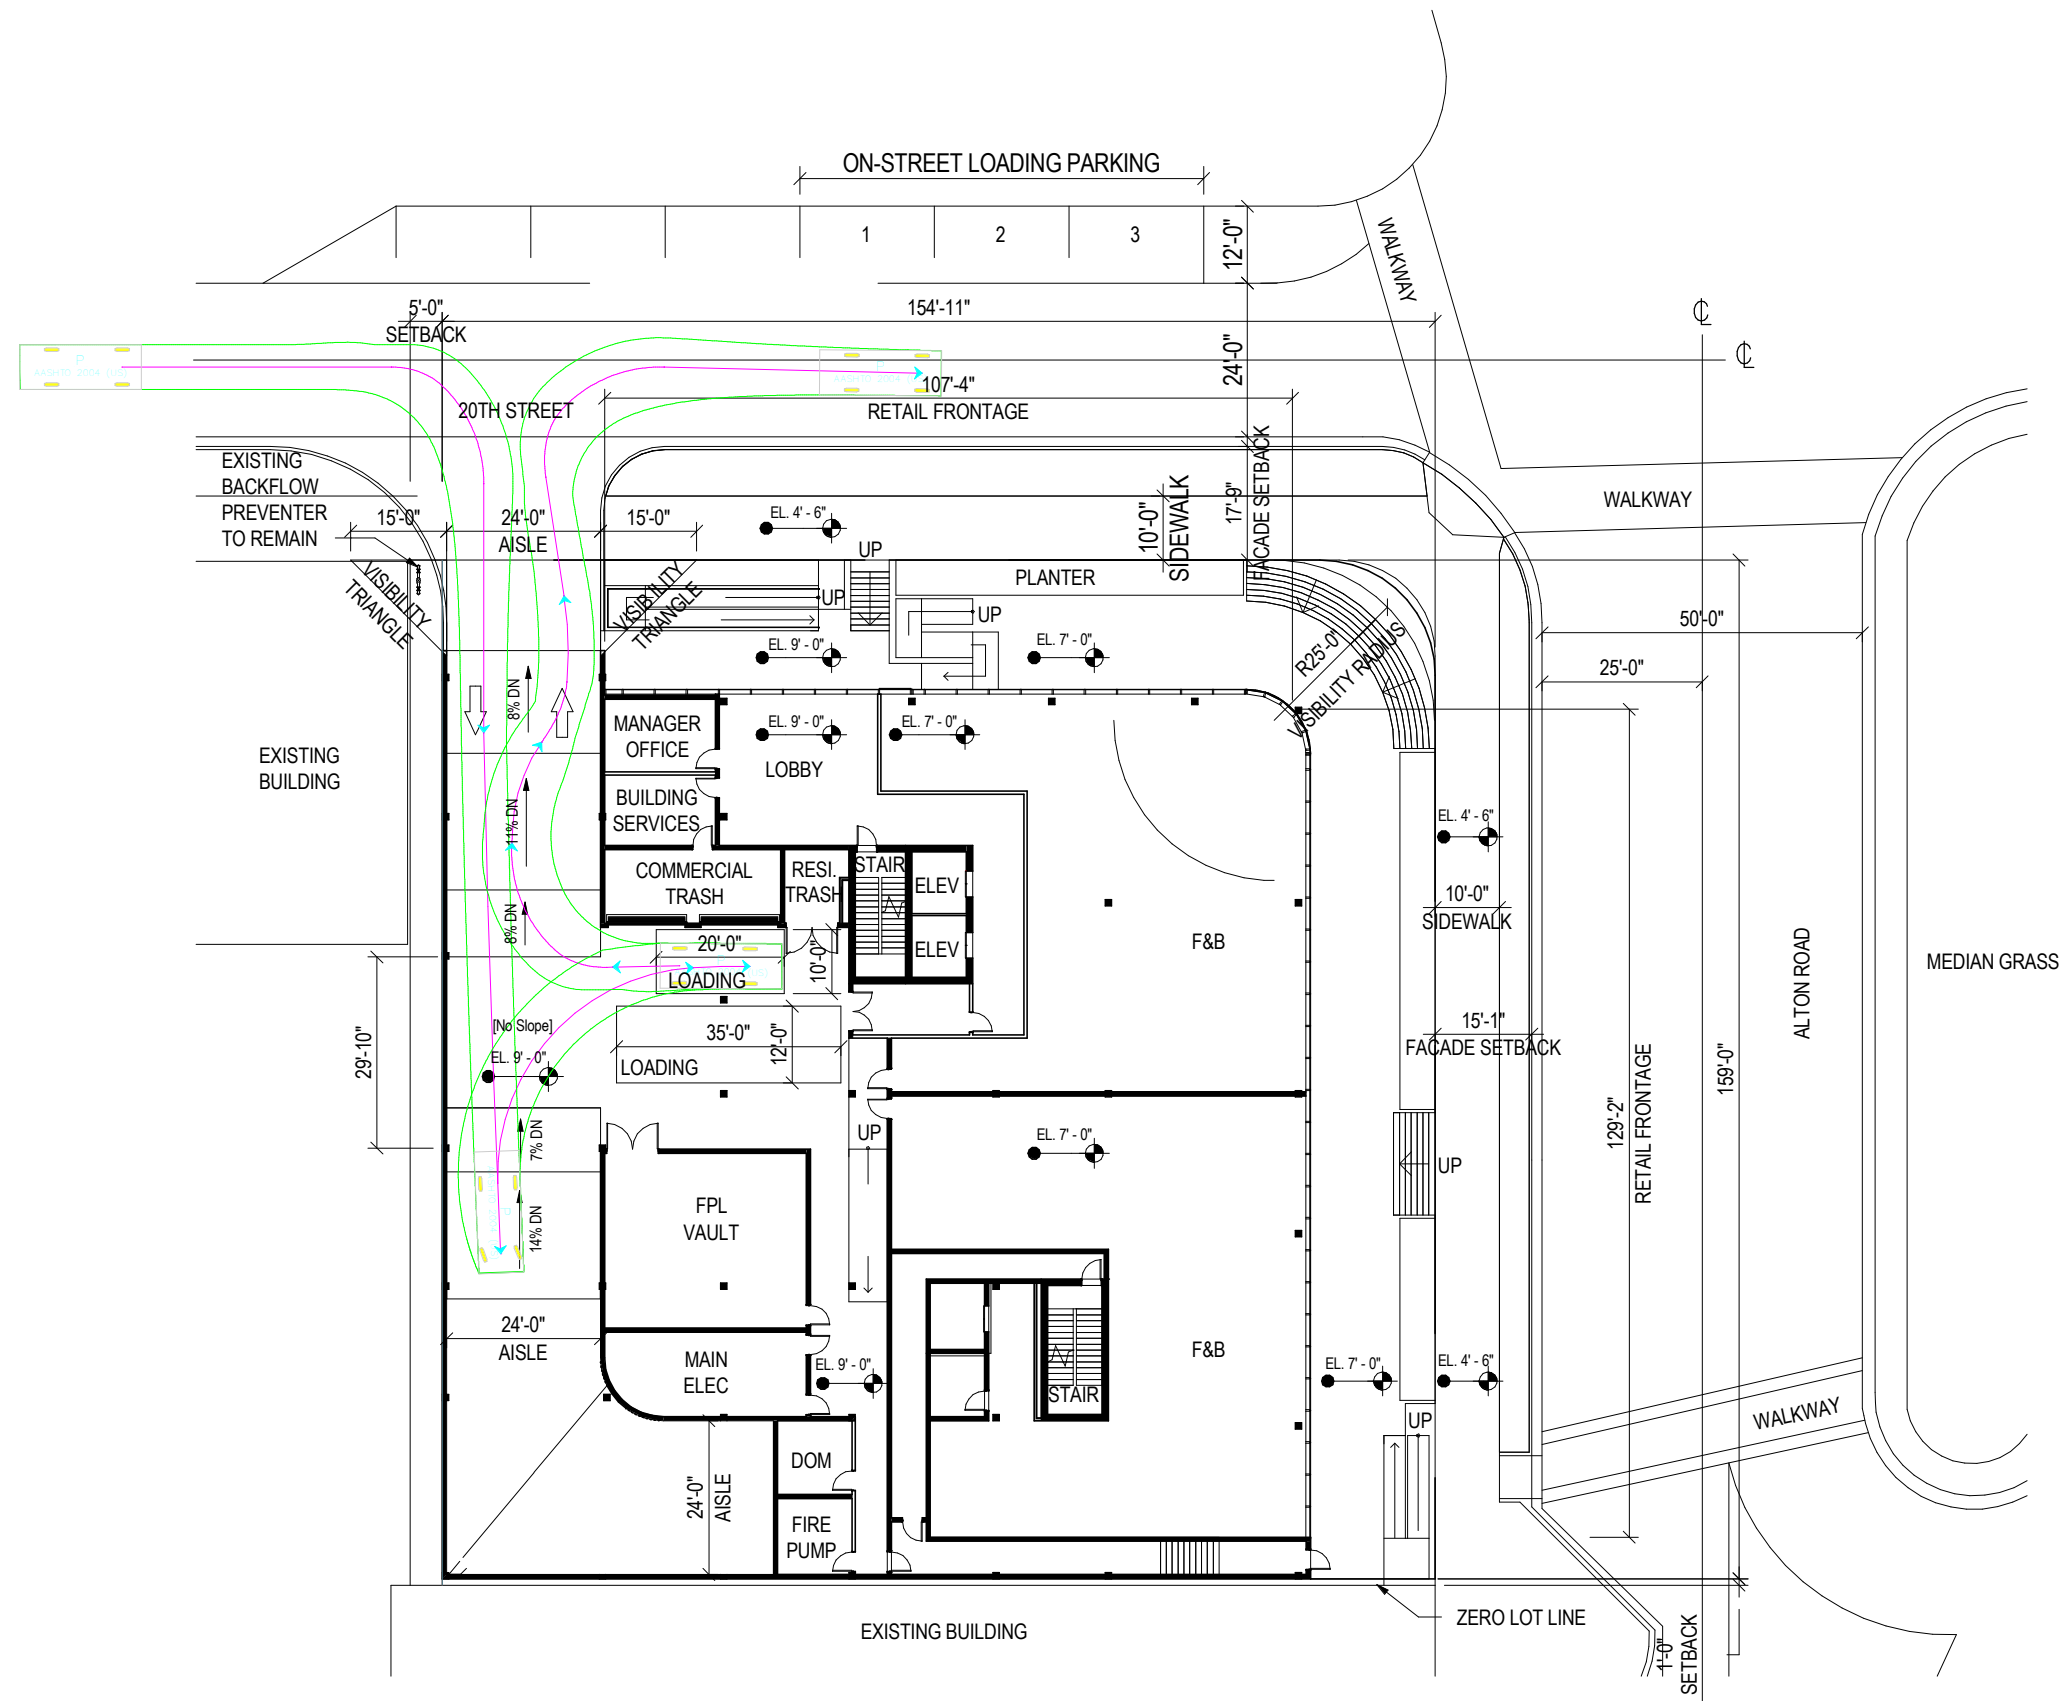 ON-STREET LOADING PARKING
1
2
3
12'-0"
WALKWAY
5'-0"
SETBACK
154'-11"
℄
℄
24'-0"
P
AASHTO 2004 (US)
107'-4"
RETAIL FRONTAGE
20TH STREET
EXISTING
BACKFLOW
PREVENTER
TO REMAIN
15'-0"
24'-0"
AISLE
15'-0"
EL. 4' - 6"
10'-0"
SIDEWALK
17'-9"
FACADE SETBACK
WALKWAY
VISIBILITY
TRIANGLE
VISIBILITY
TRIANGLE
UP
UP
UP
PLANTER
EL. 9' - 0"
EL. 7' - 0"
R25'-0"
VISIBILITY RADIUS
50'-0"
25'-0"
8% DN
MANAGER
OFFICE
EL. 9' - 0"
EL. 7' - 0"
LOBBY
EXISTING
BUILDING
BUILDING
SERVICES
11% DN
EL. 4' - 6"
COMMERCIAL
TRASH
RESI.
TRASH
STAIR
ELEV
ELEV
8% DN
F&B
10'-0"
SIDEWALK
20'-0"
LOADING
10'-0"
MEDIAN GRASS
ALTON ROAD
[No Slope]
35'-0"
12'-0"
LOADING
15'-1"
FACADE SETBACK
29'-10"
EL. 9' - 0"
159'-0"
129'-2"
RETAIL FRONTAGE
7% DN
UP
EL. 7' - 0"
UP
FPL
VAULT
14% DN
24'-0"
AISLE
MAIN
ELEC
EL. 9' - 0"
F&B
STAIR
EL. 7' - 0"
EL. 4' - 6"
UP
WALKWAY
DOM
24'-0"
AISLE
FIRE
PUMP
ZERO LOT LINE
EXISTING BUILDING
1'-0"
SETBACK